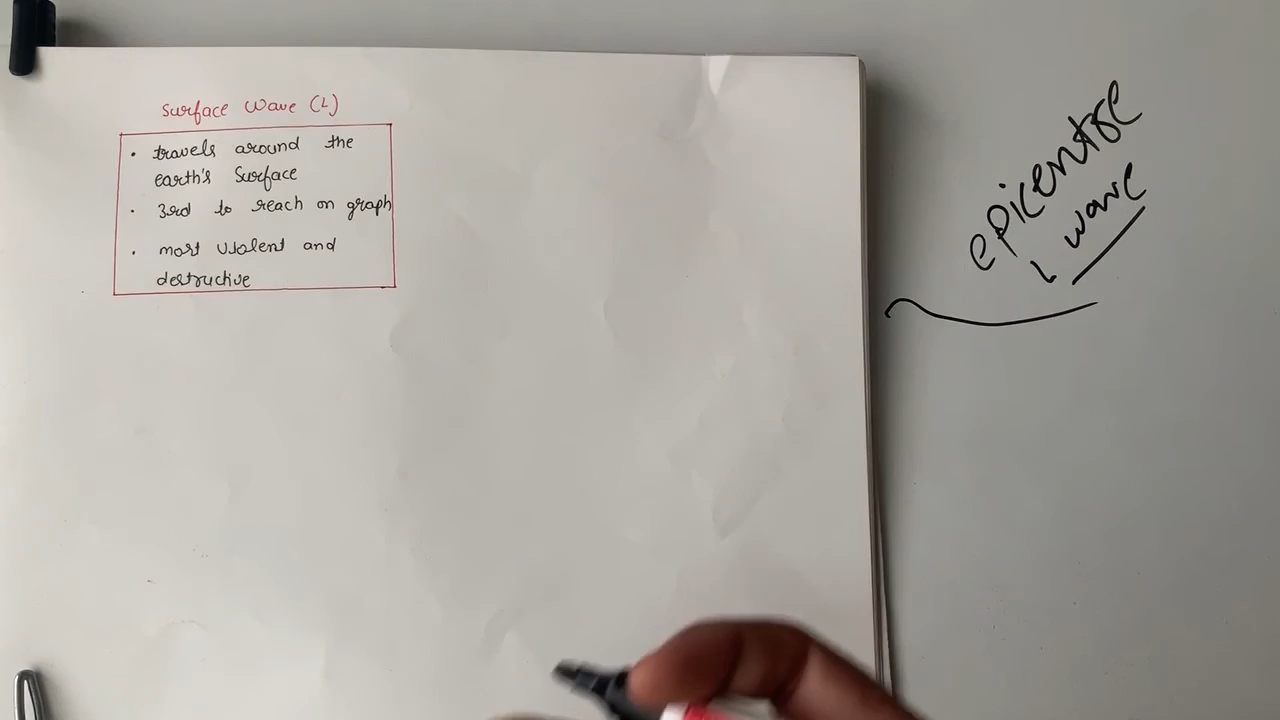 Surface Wave (L)
• travels around the
earth's Surface
• 3rd to reach on graph
• most violent and
destructive
epicentre
↳ wave